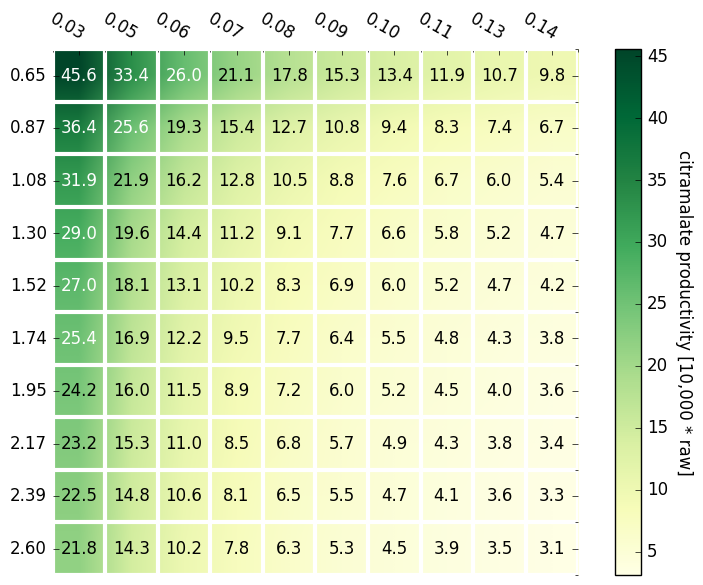 0.03 0.05 0.06 0.07 0.08 0.09 0.10 0.11 0.13 0.14
0.65 45.6 33.4 26.0 21.1 17.8 15.3 13.4 11.9 10.7 9.8
0.87 36.4 25.6 19.3 15.4 12.7 10.8 9.4 8.3 7.4 6.7
1.08 31.9 21.9 16.2 12.8 10.5 8.8 7.6 6.7 6.0 5.4
1.30 29.0 19.6 14.4 11.2 9.1 7.7 6.6 5.8 5.2 4.7
1.52 27.0 18.1 13.1 10.2 8.3 6.9 6.0 5.2 4.7 4.2
1.74 25.4 16.9 12.2 9.5 7.7 6.4 5.5 4.8 4.3 3.8
1.95 24.2 16.0 11.5 8.9 7.2 6.0 5.2 4.5 4.0 3.6
2.17 23.2 15.3 11.0 8.5 6.8 5.7 4.9 4.3 3.8 3.4
2.39 22.5 14.8 10.6 8.1 6.5 5.5 4.7 4.1 3.6 3.3
2.60 21.8 14.3 10.2 7.8 6.3 5.3 4.5 3.9 3.5 3.1
45
40
35
30
25
20
15
10
5
citramalate productivity [10,000 * raw]